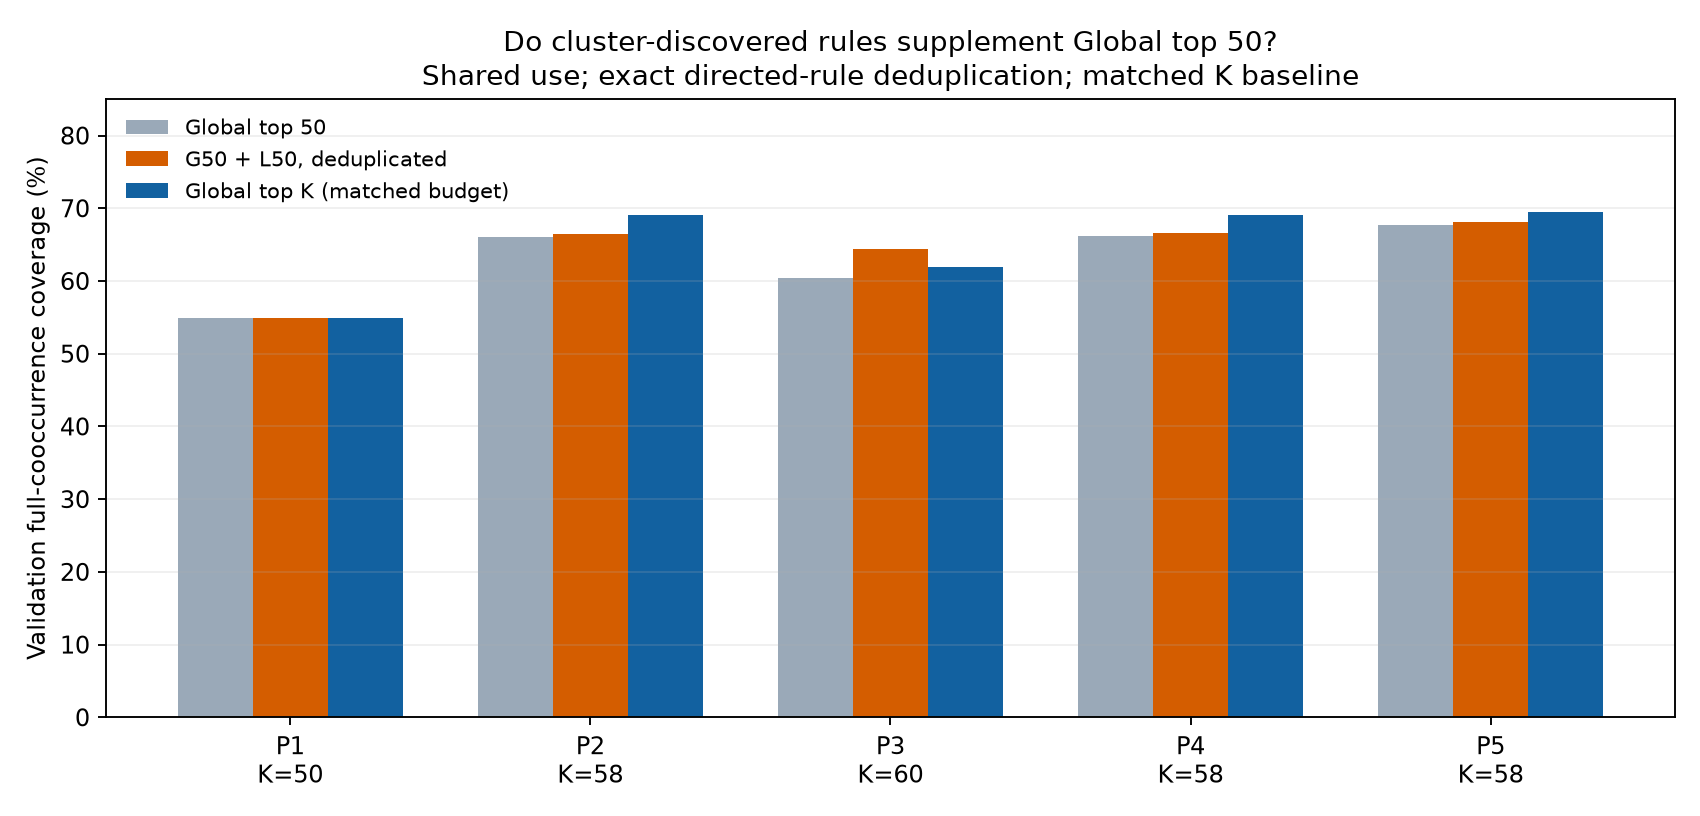 Do cluster-discovered rules supplement Global top 50?
Shared use; exact directed-rule deduplication; matched K baseline
Global top 50
G50 + L50, deduplicated
Global top K (matched budget)
Validation full-cooccurrence coverage (%)
80
70
60
50
40
30
20
10
0
P1
K=50
P2
K=58
P3
K=60
P4
K=58
P5
K=58